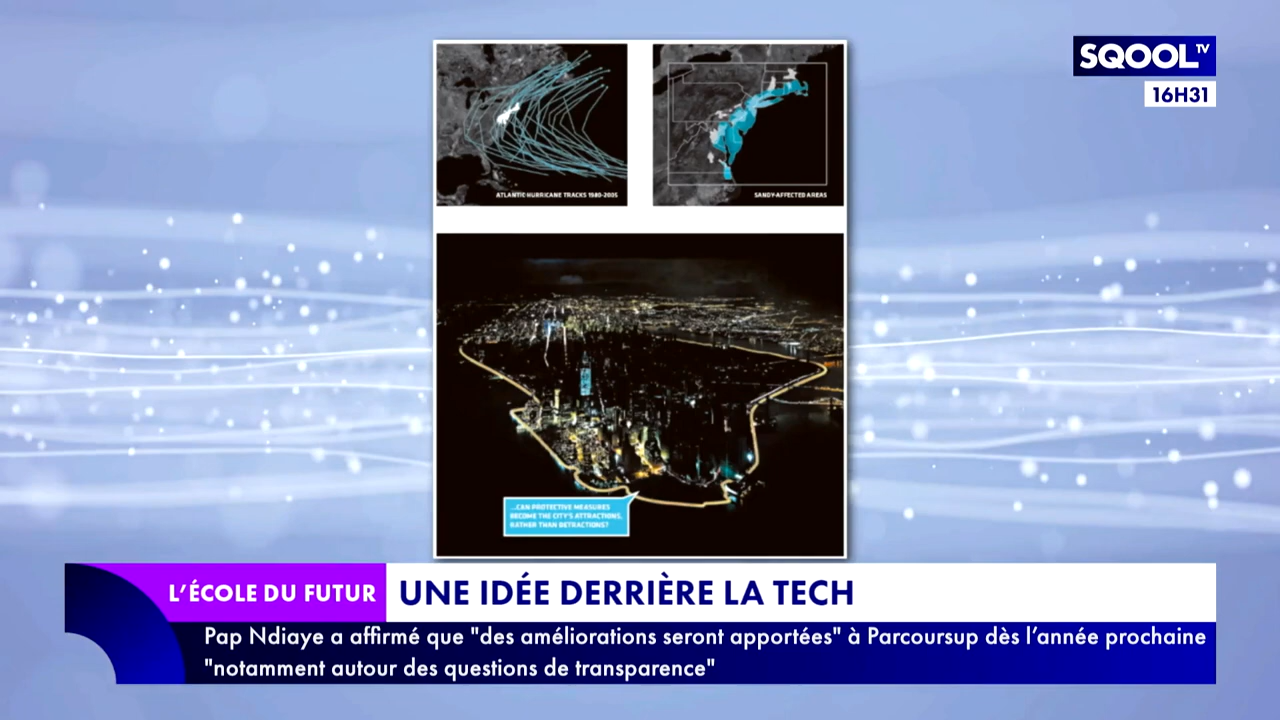 SQOOL TV
16H31
ATLANTIC HURRICANE TRACKS 1980-2005
SANDY-AFFECTED AREAS
...CAN PROTECTIVE MEASURES
BECOME THE CITY'S ATTRACTIONS,
RATHER THAN DETRACTIONS?
L'ÉCOLE DU FUTUR
UNE IDÉE DERRIÈRE LA TECH
Pap Ndiaye a affirmé que "des améliorations seront apportées" à Parcoursup dès l'année prochaine
"notamment autour des questions de transparence"